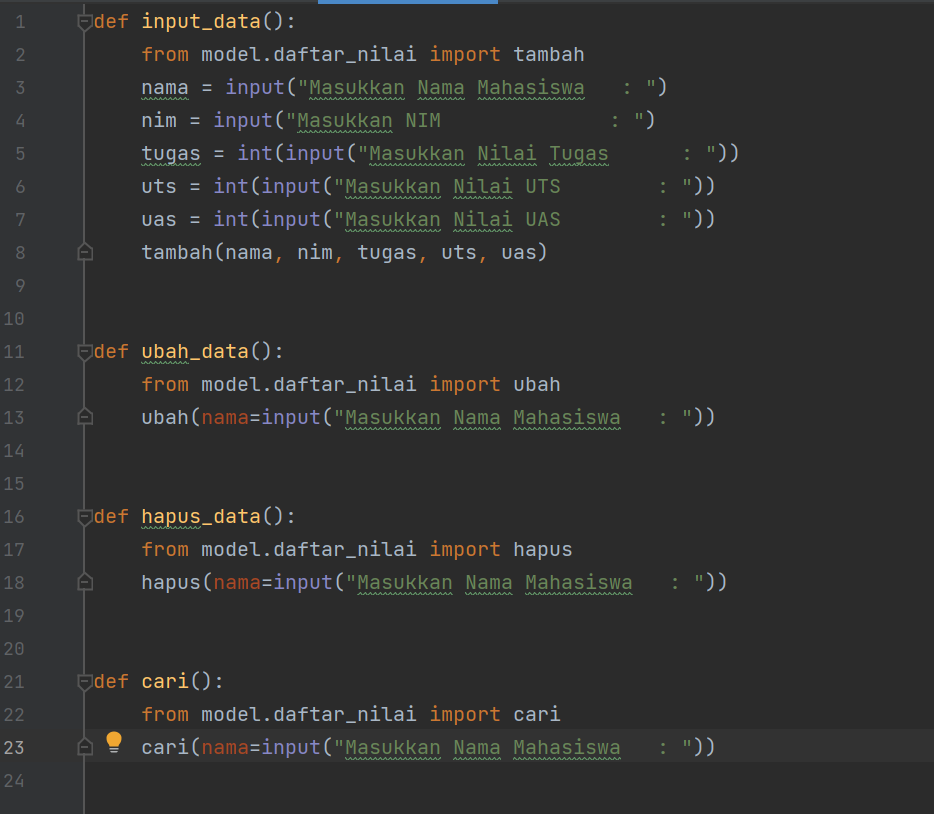 1 def input_data():
2     from model.daftar_nilai import tambah
3     nama = input("Masukkan Nama Mahasiswa   : ")
4     nim = input("Masukkan NIM              : ")
5     tugas = int(input("Masukkan Nilai Tugas      : "))
6     uts = int(input("Masukkan Nilai UTS        : "))
7     uas = int(input("Masukkan Nilai UAS        : "))
8     tambah(nama, nim, tugas, uts, uas)
9
10
11 def ubah_data():
12     from model.daftar_nilai import ubah
13     ubah(nama=input("Masukkan Nama Mahasiswa   : "))
14
15
16 def hapus_data():
17     from model.daftar_nilai import hapus
18     hapus(nama=input("Masukkan Nama Mahasiswa   : "))
19
20
21 def cari():
22     from model.daftar_nilai import cari
23     cari(nama=input("Masukkan Nama Mahasiswa   : "))
24